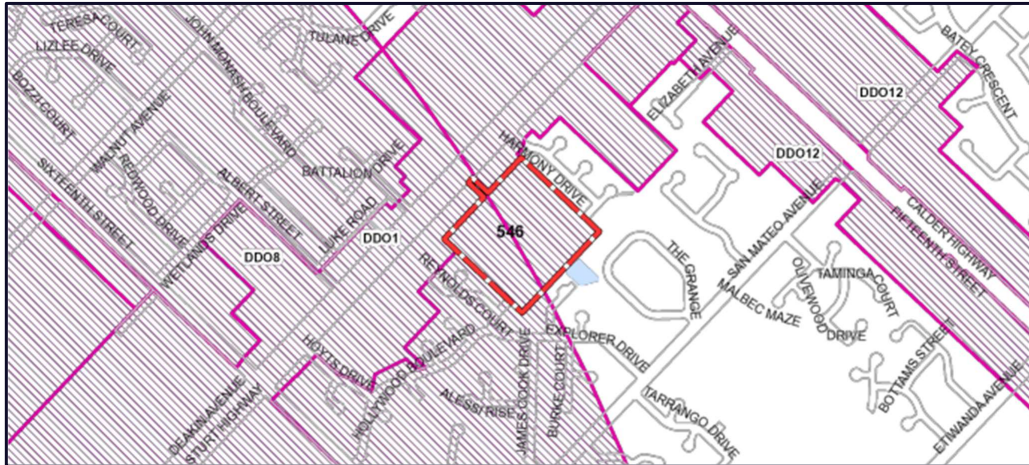 TERESA COURT
LIZLEE DRIVE
BOZZI COURT
WALNUT AVENUE
JOHN MONASH BOULEVARD
TULANE DRIVE
ELIZABETH AVENUE
BATEY CRESCENT
DDO12
SIXTEENTH STREET
REDWOOD DRIVE
BATTALION DRIVE
ALBERT STREET
LUKE ROAD
HARMONY DRIVE
DDO12
WETLANDS DRIVE
DDO8
DDO1
546
REYNOLDS COURT
THE GRANGE
SAN MATEO AVENUE
CALDER HIGHWAY
FIFTEENTH STREET
MALBEC MAZE
TAMINGA COURT
OLIVEWOOD DRIVE
HOYTS DRIVE
HOLLYWOOD BOULEVARD
EXPLORER DRIVE
BOTTAMS STREET
DEAKIN AVENUE
STURT HIGHWAY
ALESSI RISE
JAMES COOK DRIVE
BURKE COURT
TARRANGO DRIVE
ETIWANDA AVENUE